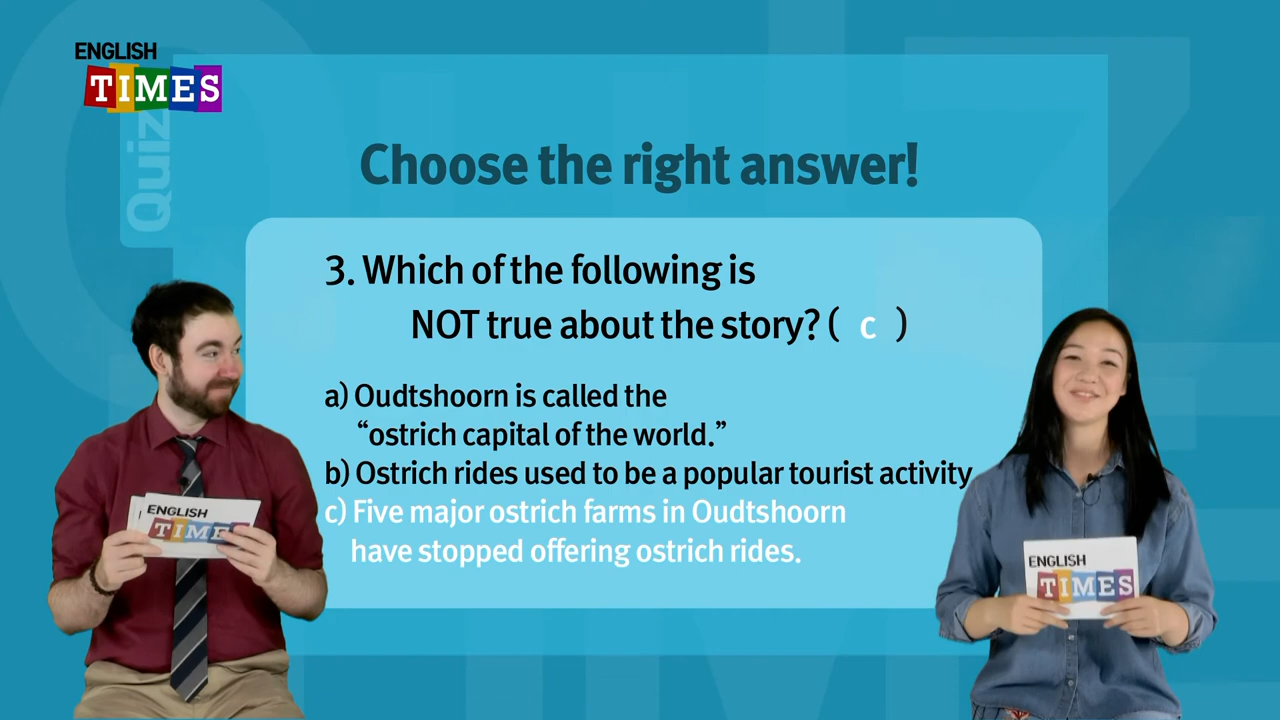 ENGLISH
TIMES
Quiz
Choose the right answer!
3. Which of the following is
NOT true about the story? ( c )
a) Oudtshoorn is called the
“ostrich capital of the world.”
b) Ostrich rides used to be a popular tourist activity
c) Five major ostrich farms in Oudtshoorn
have stopped offering ostrich rides.
ENGLISH
TIMES
ENGLISH
TIMES